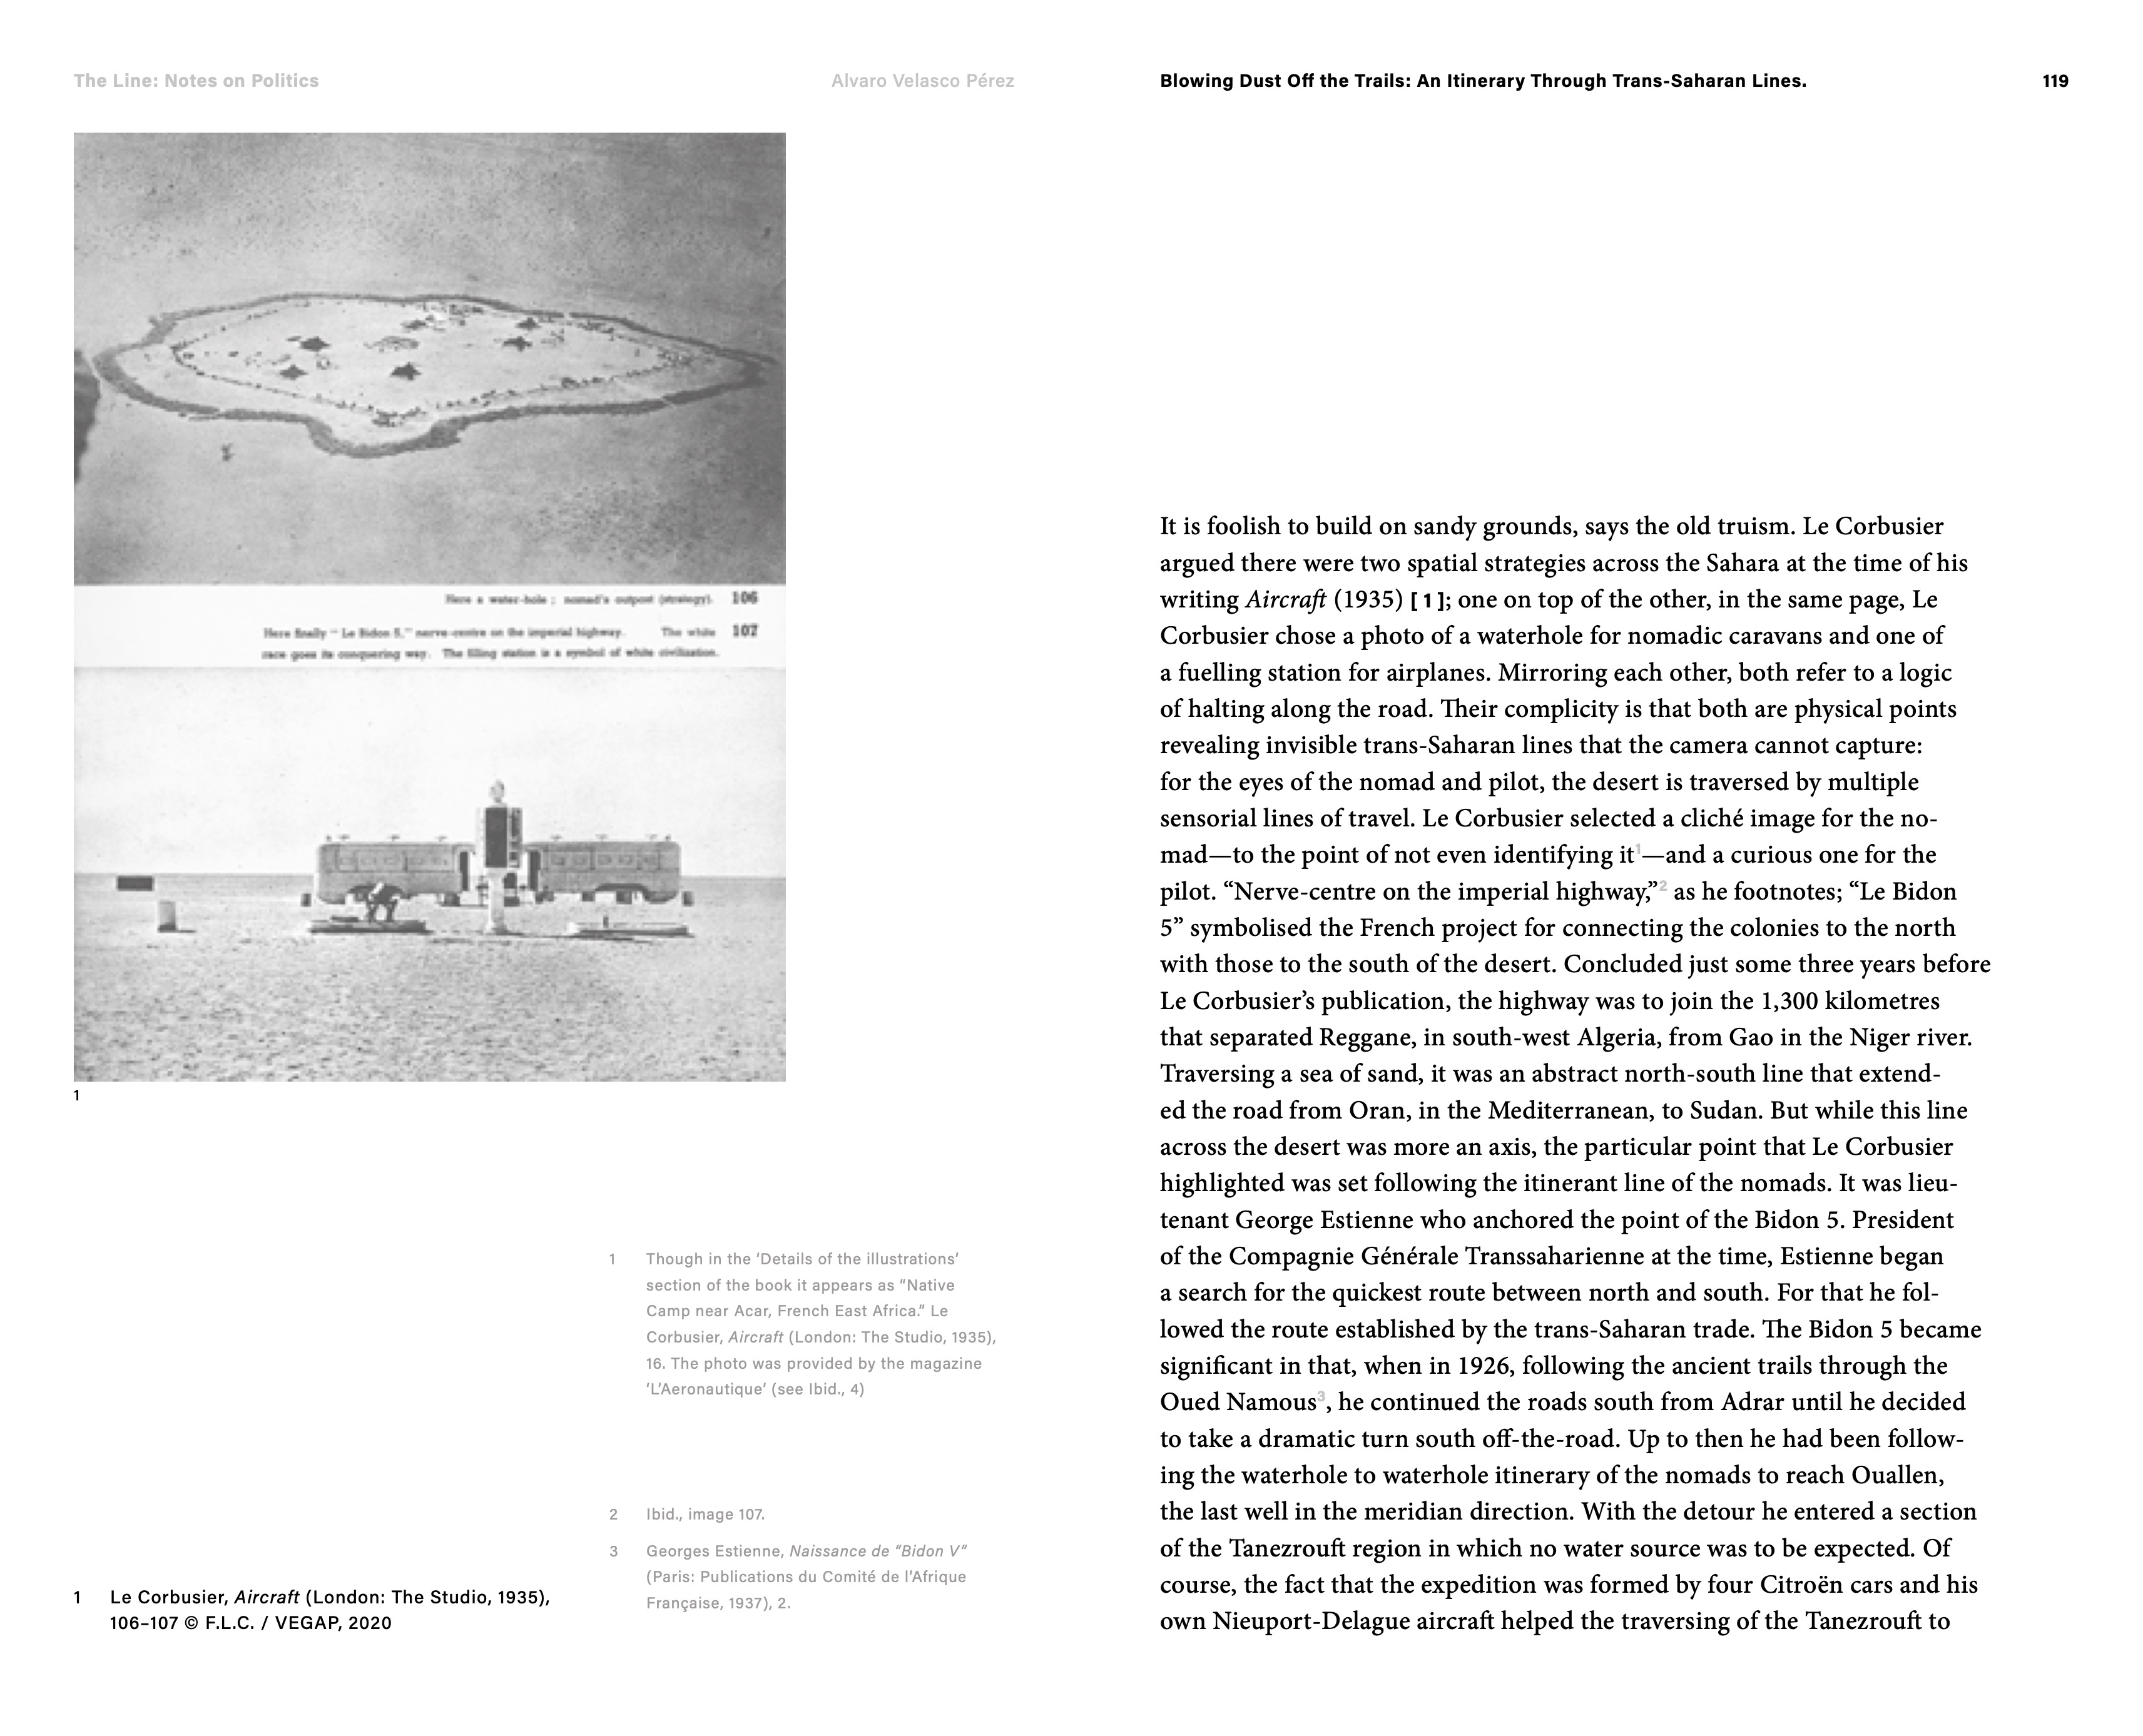 The Line: Notes on Politics
Alvaro Velasco Pérez
Blowing Dust Off the Trails: An Itinerary Through Trans-Saharan Lines.
119
Here a water-hole ; nomad's outpost (strategy). 106
Here finally “ Le Bidon 5,” nerve-centre on the imperial highway. The white 107
race goes its conquering way. The filling station is a symbol of white civilization.
1
1 Though in the ‘Details of the illustrations’
section of the book it appears as “Native
Camp near Acar, French East Africa.” Le
Corbusier, Aircraft (London: The Studio, 1935),
16. The photo was provided by the magazine
‘L’Aeronautique’ (see Ibid., 4)
2 Ibid., image 107.
3 Georges Estienne, Naissance de “Bidon V”
(Paris: Publications du Comité de l’Afrique
Française, 1937), 2.
1 Le Corbusier, Aircraft (London: The Studio, 1935),
106–107 © F.L.C. / VEGAP, 2020
It is foolish to build on sandy grounds, says the old truism. Le Corbusier
argued there were two spatial strategies across the Sahara at the time of his
writing Aircraft (1935) [ 1 ]; one on top of the other, in the same page, Le
Corbusier chose a photo of a waterhole for nomadic caravans and one of
a fuelling station for airplanes. Mirroring each other, both refer to a logic
of halting along the road. Their complicity is that both are physical points
revealing invisible trans-Saharan lines that the camera cannot capture:
for the eyes of the nomad and pilot, the desert is traversed by multiple
sensorial lines of travel. Le Corbusier selected a cliché image for the no-
mad—to the point of not even identifying it1—and a curious one for the
pilot. “Nerve-centre on the imperial highway,”2 as he footnotes; “Le Bidon
5” symbolised the French project for connecting the colonies to the north
with those to the south of the desert. Concluded just some three years before
Le Corbusier’s publication, the highway was to join the 1,300 kilometres
that separated Reggane, in south-west Algeria, from Gao in the Niger river.
Traversing a sea of sand, it was an abstract north-south line that extend-
ed the road from Oran, in the Mediterranean, to Sudan. But while this line
across the desert was more an axis, the particular point that Le Corbusier
highlighted was set following the itinerant line of the nomads. It was lieu-
tenant George Estienne who anchored the point of the Bidon 5. President
of the Compagnie Générale Transsaharienne at the time, Estienne began
a search for the quickest route between north and south. For that he fol-
lowed the route established by the trans-Saharan trade. The Bidon 5 became
significant in that, when in 1926, following the ancient trails through the
Oued Namous3, he continued the roads south from Adrar until he decided
to take a dramatic turn south off-the-road. Up to then he had been follow-
ing the waterhole to waterhole itinerary of the nomads to reach Ouallen,
the last well in the meridian direction. With the detour he entered a section
of the Tanezrouft region in which no water source was to be expected. Of
course, the fact that the expedition was formed by four Citroën cars and his
own Nieuport-Delague aircraft helped the traversing of the Tanezrouft to